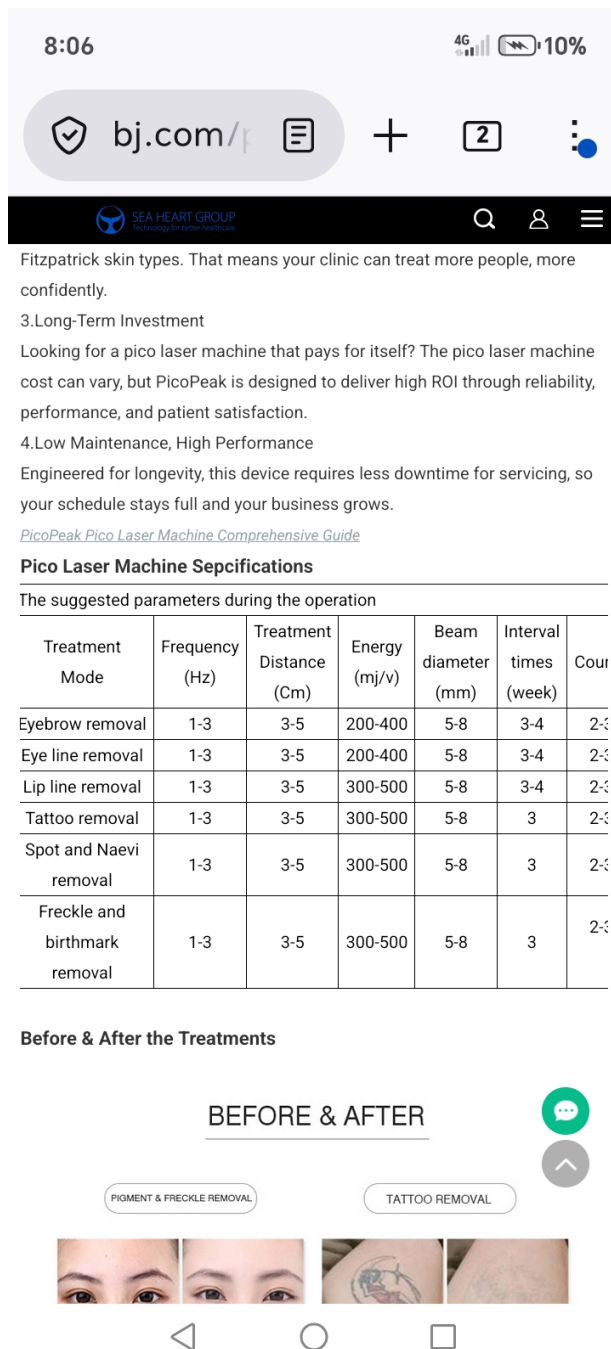 8:06
4G
10%
bj.com/
2
SEA HEART GROUP
Technology for better healthcare
Fitzpatrick skin types. That means your clinic can treat more people, more
confidently.
3.Long-Term Investment
Looking for a pico laser machine that pays for itself? The pico laser machine
cost can vary, but PicoPeak is designed to deliver high ROI through reliability,
performance, and patient satisfaction.
4.Low Maintenance, High Performance
Engineered for longevity, this device requires less downtime for servicing, so
your schedule stays full and your business grows.
PicoPeak Pico Laser Machine Comprehensive Guide
Pico Laser Machine Sepcifications
The suggested parameters during the operation
Treatment Mode Frequency (Hz) Treatment Distance (Cm) Energy (mj/v) Beam diameter (mm) Interval times (week)
Eyebrow removal 1-3 3-5 200-400 5-8 3-4 2-
Eye line removal 1-3 3-5 200-400 5-8 3-4 2-
Lip line removal 1-3 3-5 300-500 5-8 3-4 2-
Tattoo removal 1-3 3-5 300-500 5-8 3 2-
Spot and Naevi removal 1-3 3-5 300-500 5-8 3 2-
Freckle and birthmark removal 1-3 3-5 300-500 5-8 3 2-
Before & After the Treatments
BEFORE & AFTER
PIGMENT & FRECKLE REMOVAL
TATTOO REMOVAL